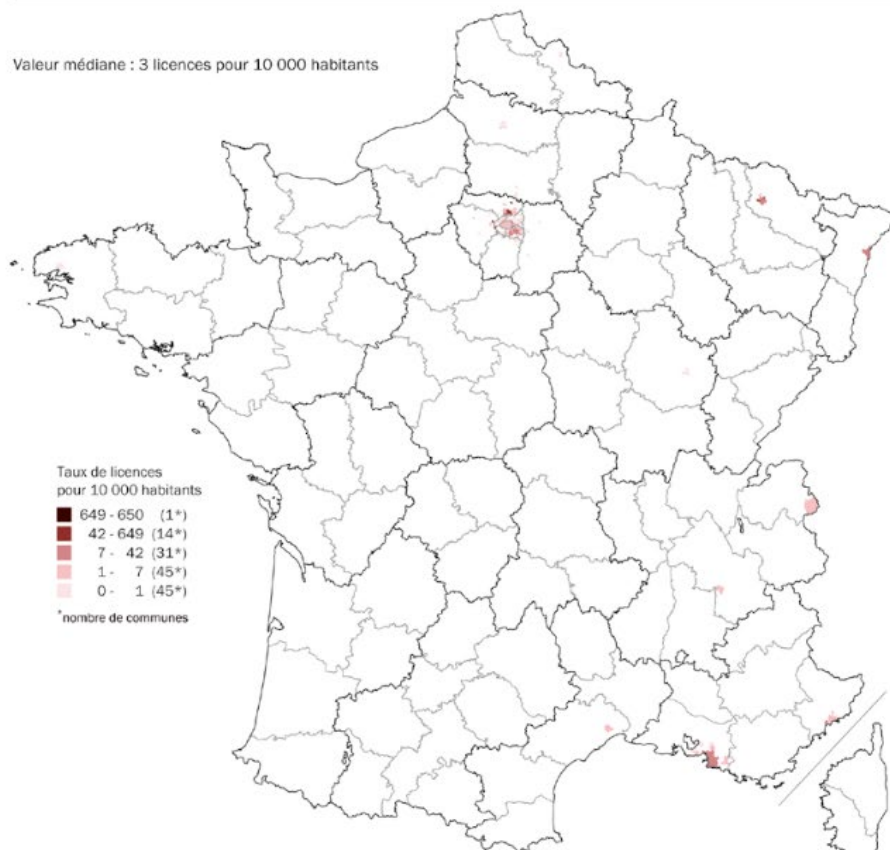 Valeur médiane : 3 licences pour 10 000 habitants
Taux de licences
pour 10 000 habitants
649 - 650 (1*)
42 - 649 (14*)
7 - 42 (31*)
1 - 7 (45*)
0 - 1 (45*)
*nombre de communes